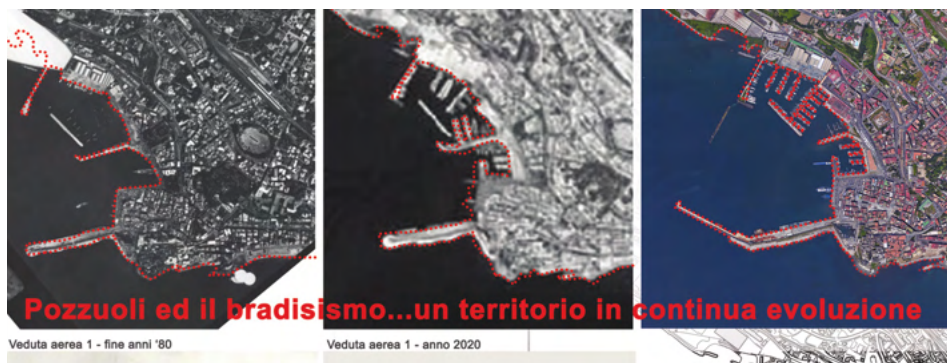 Pozzuoli ed il bradisismo...un territorio in continua evoluzione
Veduta aerea 1 - fine anni '80
Veduta aerea 1 - anno 2020